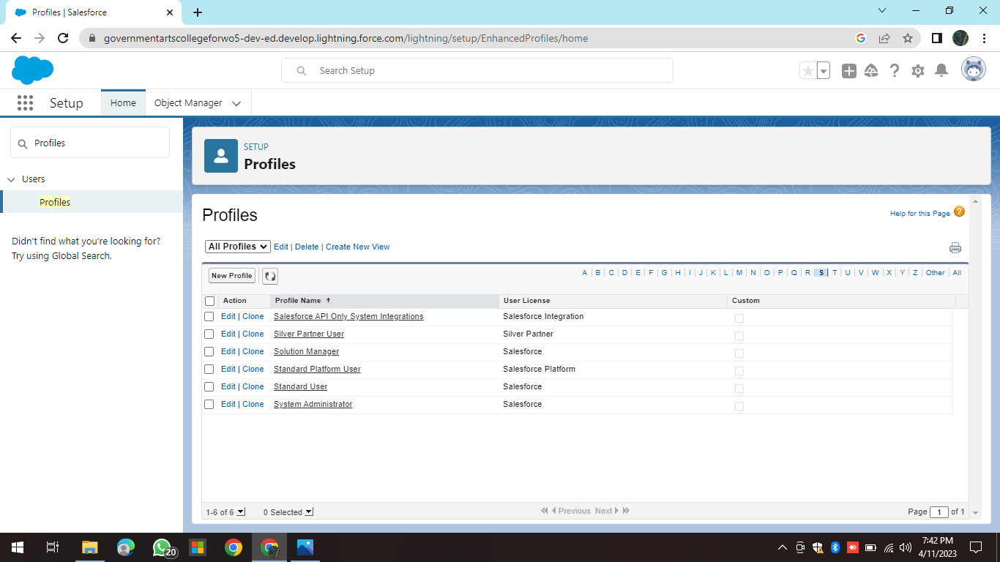 Profiles | Salesforce
governmentartscollegeforwo5-dev-ed.develop.lightning.force.com/lightning/setup/EnhancedProfiles/home
Search Setup
Setup Home Object Manager
Profiles
Users
Profiles
Didn't find what you're looking for?
Try using Global Search.
SETUP
Profiles
Profiles
Help for this Page ?
All Profiles Edit | Delete | Create New View
New Profile A | B | C | D | E | F | G | H | I | J | K | L | M | N | O | P | Q | R | S | T | U | V | W | X | Y | Z | Other | All
Action Profile Name User License Custom
Edit | Clone Salesforce API Only System Integrations Salesforce Integration
Edit | Clone Silver Partner User Silver Partner
Edit | Clone Solution Manager Salesforce
Edit | Clone Standard Platform User Salesforce Platform
Edit | Clone Standard User Salesforce
Edit | Clone System Administrator Salesforce
1-6 of 6 0 Selected Previous Next Page 1 of 1
20
7:42 PM
4/11/2023